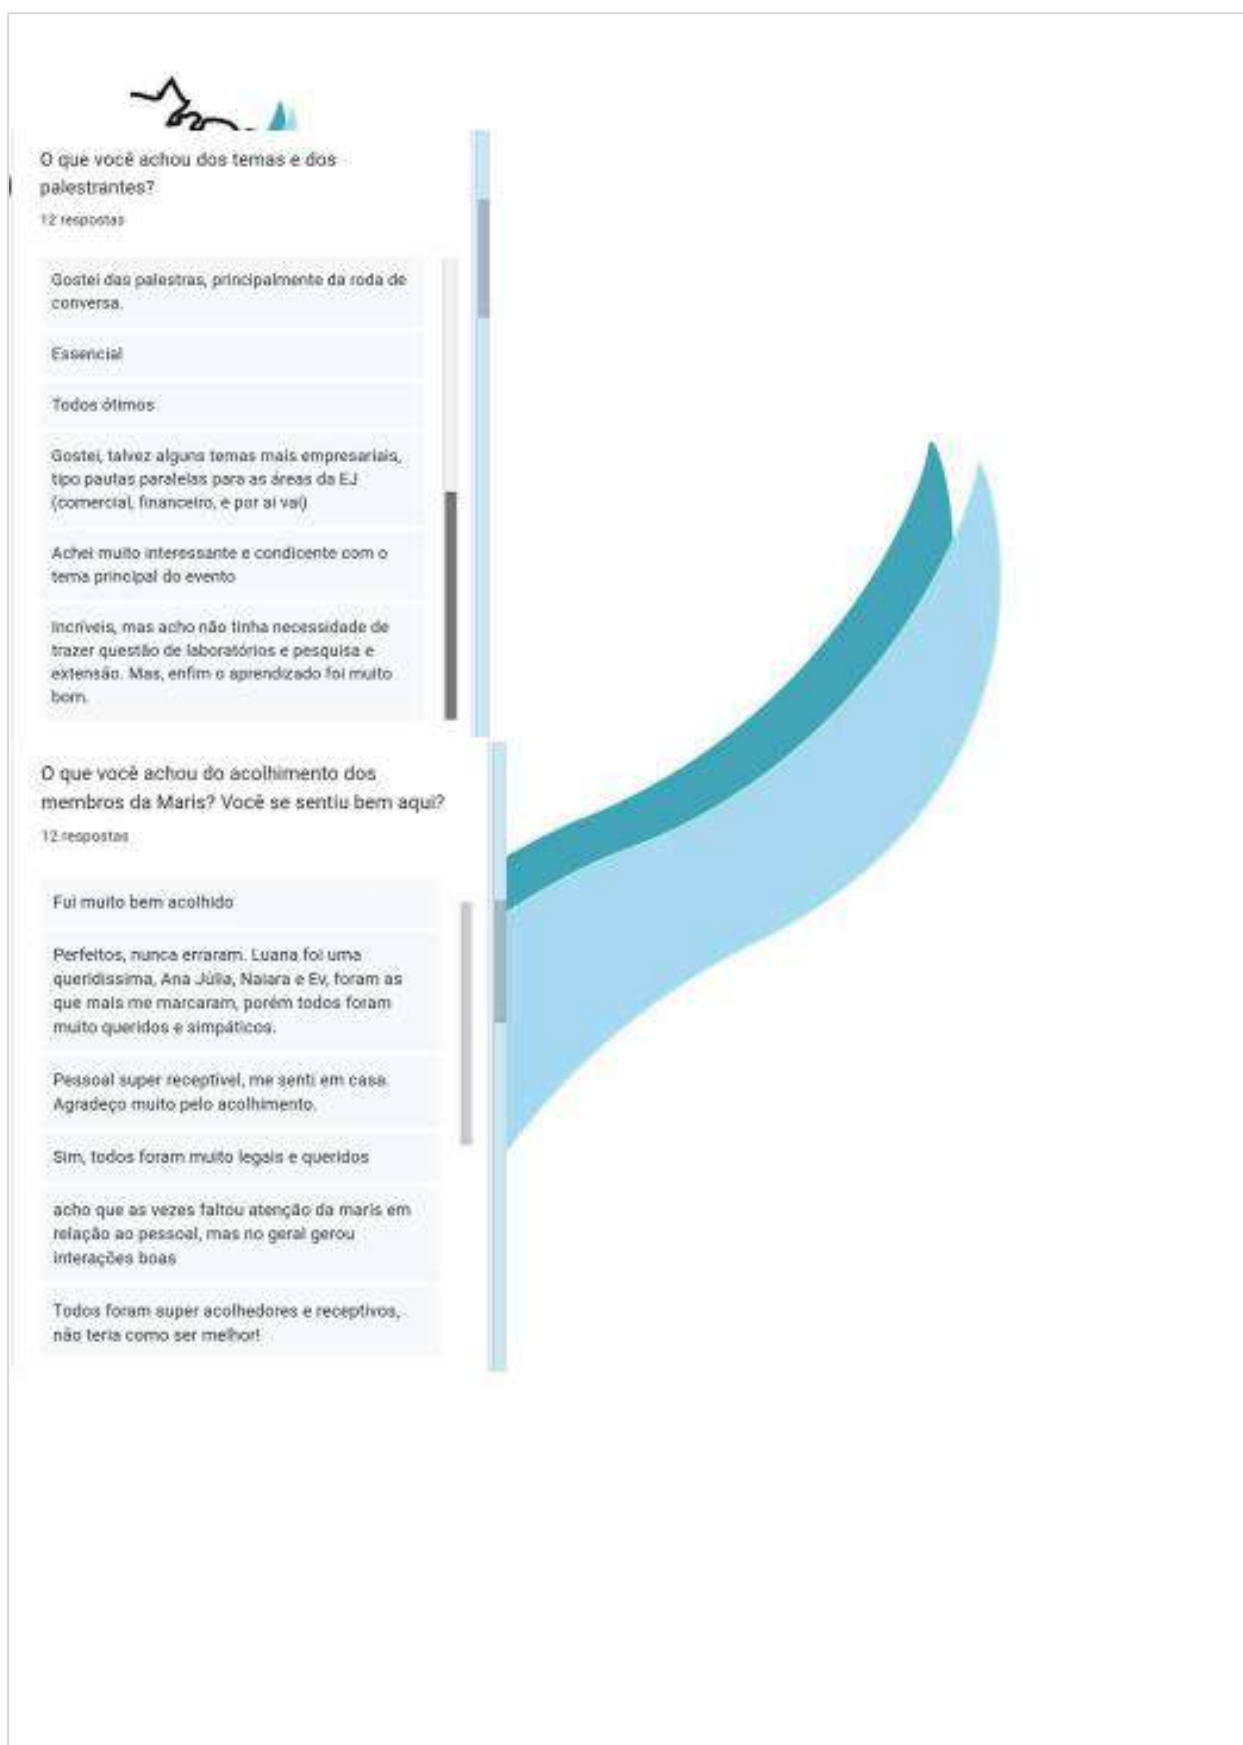 O que você achou dos temas e dos
palestrantes?
12 respostas
Gostei das palestras, principalmente da roda de
conversa.
Essencial
Todos ótimos
Gostei, talvez alguns temas mais empresariais,
tipo pautas paralelas para as áreas da EJ
(comercial, financeiro, e por ai vai)
Achei muito interessante e condicente com o
tema principal do evento
Incríveis, mas acho não tinha necessidade de
trazer questão de laboratórios e pesquisa e
extensão. Mas, enfim o aprendizado foi muito
bom.
O que você achou do acolhimento dos
membros da Maris? Você se sentiu bem aqui?
12 respostas
Fui muito bem acolhido
Perfeitos, nunca erraram. Luana foi uma
queridissima, Ana Júlia, Naiara e Ev, foram as
que mais me marcaram, porém todos foram
muito queridos e simpáticos.
Pessoal super receptivel, me senti em casa.
Agradeço muito pelo acolhimento.
Sim, todos foram muito legais e queridos
acho que as vezes faltou atenção da maris em
relação ao pessoal, mas no geral gerou
interações boas
Todos foram super acolhedores e receptivos,
não teria como ser melhor!